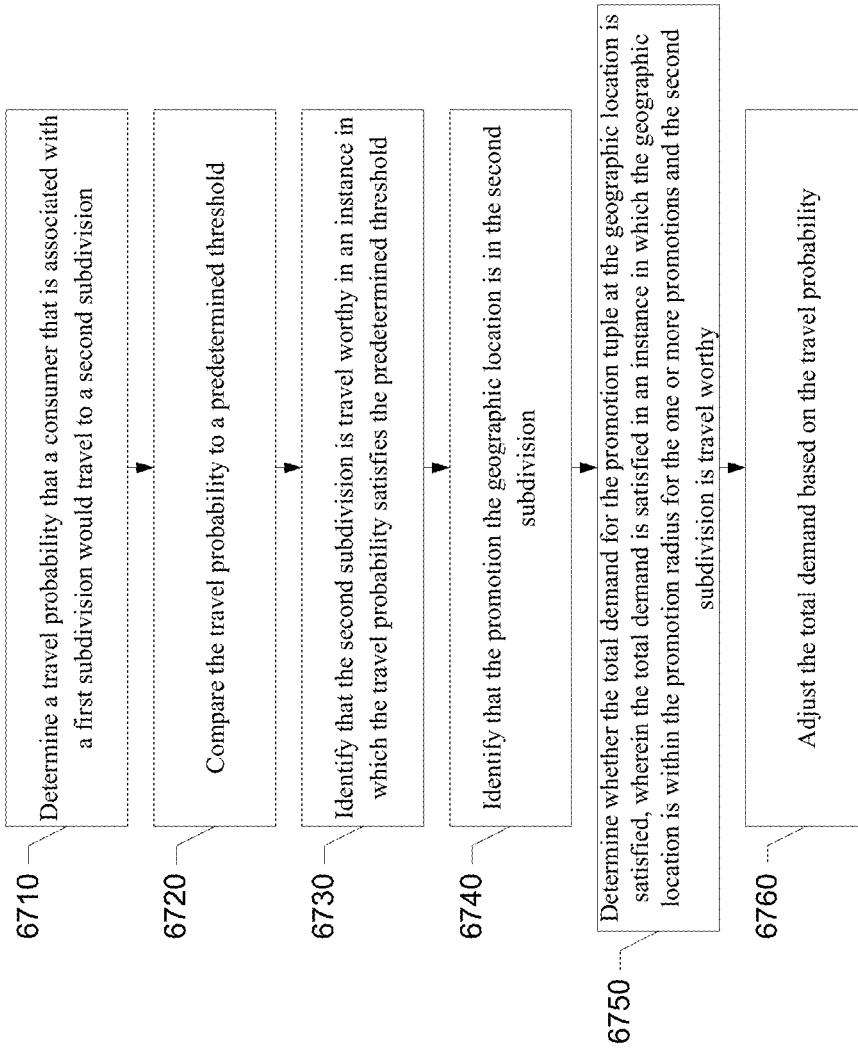 6710
Determine a travel probability that a consumer that is associated with
a first subdivision would travel to a second subdivision
6720
Compare the travel probability to a predetermined threshold
6730
Identify that the second subdivision is travel worthy in an instance in
which the travel probability satisfies the predetermined threshold
6740
Identify that the promotion the geographic location is in the second
subdivision
6750
Determine whether the total demand for the promotion tuple at the geographic location is
satisfied, wherein the total demand is satisfied in an instance in which the geographic
location is within the promotion radius for the one or more promotions and the second
subdivision is travel worthy
6760
Adjust the total demand based on the travel probability